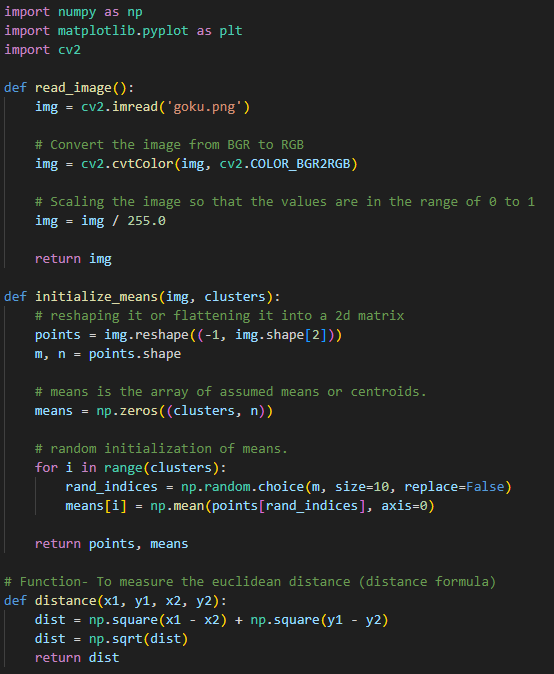 import numpy as np
import matplotlib.pyplot as plt
import cv2
def read_image():
    img = cv2.imread('goku.png')
    # Convert the image from BGR to RGB
    img = cv2.cvtColor(img, cv2.COLOR_BGR2RGB)
    # Scaling the image so that the values are in the range of 0 to 1
    img = img / 255.0
    return img
def initialize_means(img, clusters):
    # reshaping it or flattening it into a 2d matrix
    points = img.reshape((-1, img.shape[2]))
    m, n = points.shape
    # means is the array of assumed means or centroids.
    means = np.zeros((clusters, n))
    # random initialization of means.
    for i in range(clusters):
        rand_indices = np.random.choice(m, size=10, replace=False)
        means[i] = np.mean(points[rand_indices], axis=0)
    return points, means
# Function- To measure the euclidean distance (distance formula)
def distance(x1, y1, x2, y2):
    dist = np.square(x1 - x2) + np.square(y1 - y2)
    dist = np.sqrt(dist)
    return dist